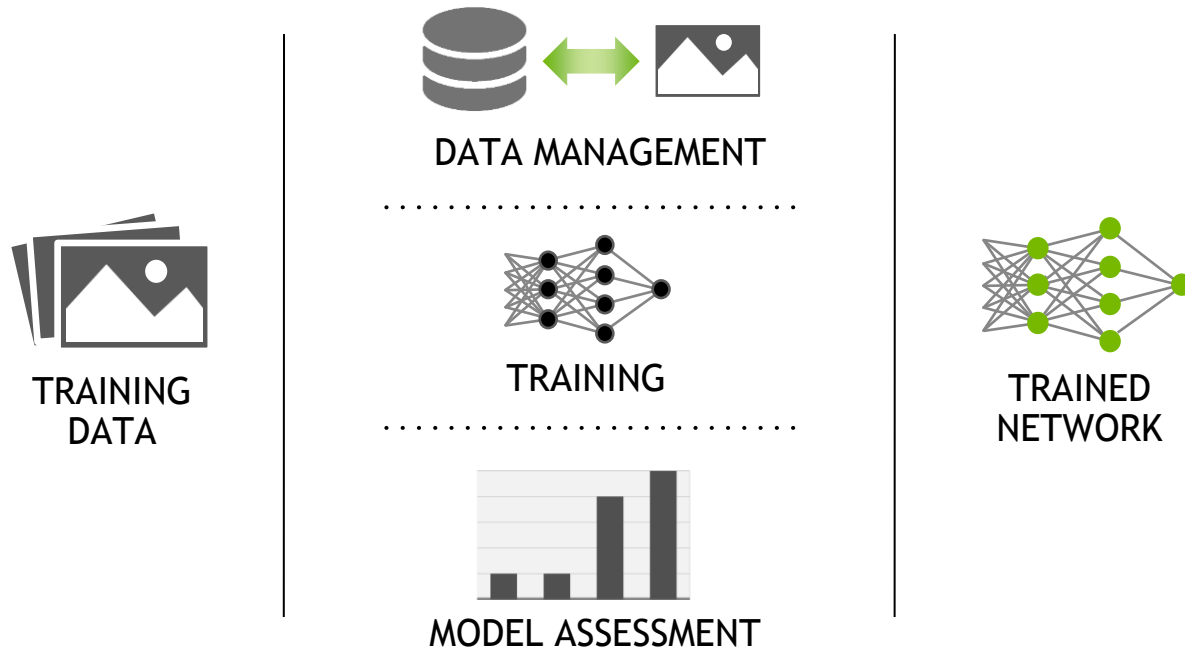 TRAINING
DATA
DATA MANAGEMENT
TRAINING
MODEL ASSESSMENT
TRAINED
NETWORK